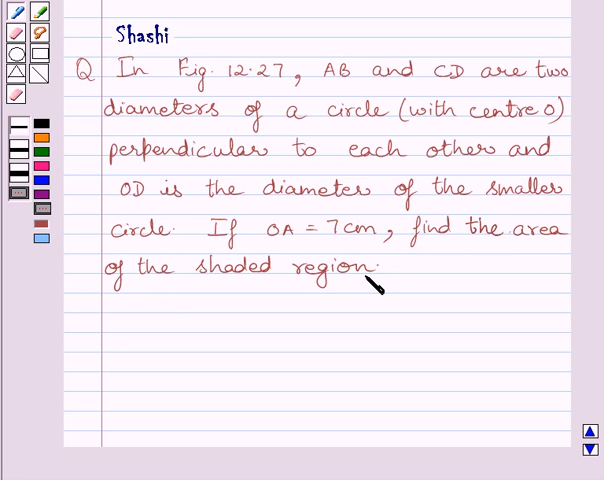 Shashi
Q In Fig. 12.27, AB and CD are two
diameters of a circle (with centre O)
perpendicular to each other and
OD is the diameter of the smaller
circle. If OA = 7cm, find the area
of the shaded region.